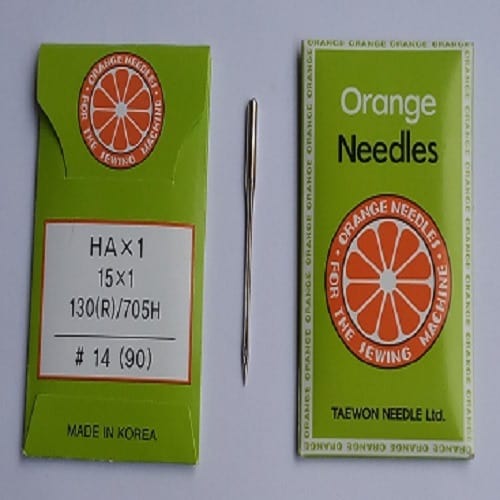 ORANGE NEEDLES
FOR THE SEWING MACHINE
HA×1
15×1
130(R)/705H
# 14 (90)
MADE IN KOREA
ORANGE ORANGE ORANGE ORANGE
Orange
Needles
ORANGE NEEDLES
FOR THE SEWING MACHINE
TAEWON NEEDLE Ltd.